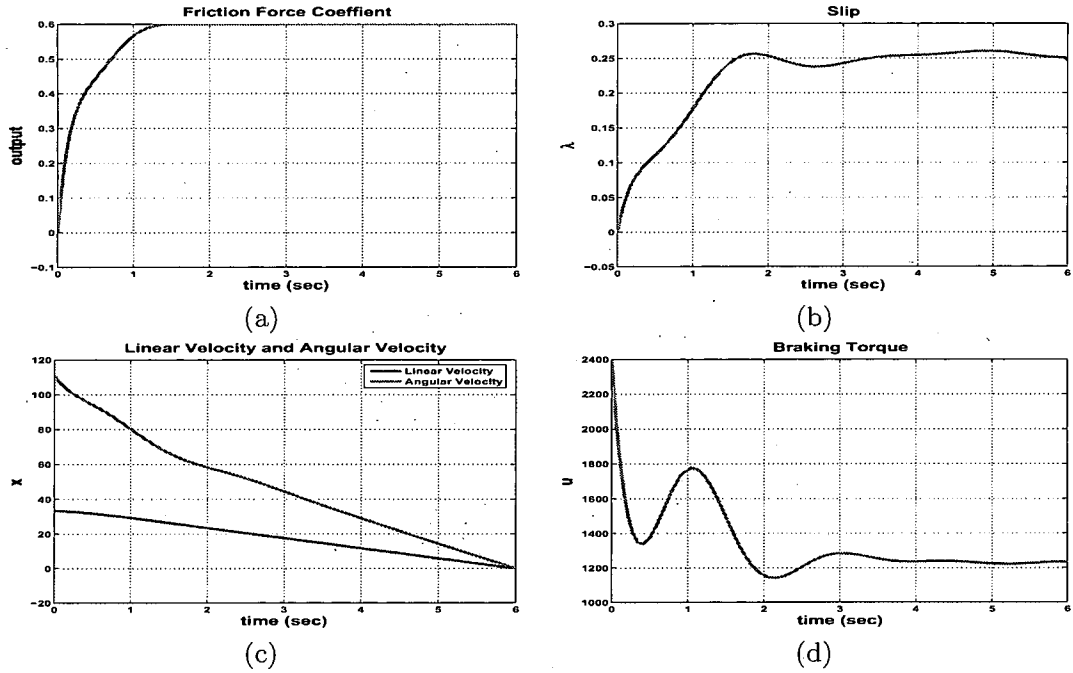 Friction Force Coeffient
0.6
0.5
0.4
0.3
0.2
0.1
0
−0.1
output
0 1 2 3 4 5 6
time (sec)
(a)
Slip
0.3
0.25
0.2
0.15
0.1
0.05
0
−0.05
λ
0 1 2 3 4 5 6
time (sec)
(b)
Linear Velocity and Angular Velocity
120
100
80
60
40
20
0
−20
x
Linear Velocity
Angular Velocity
0 1 2 3 4 5 6
time (sec)
(c)
Braking Torque
2400
2200
2000
1800
1600
1400
1200
1000
u
0 1 2 3 4 5 6
time (sec)
(d)